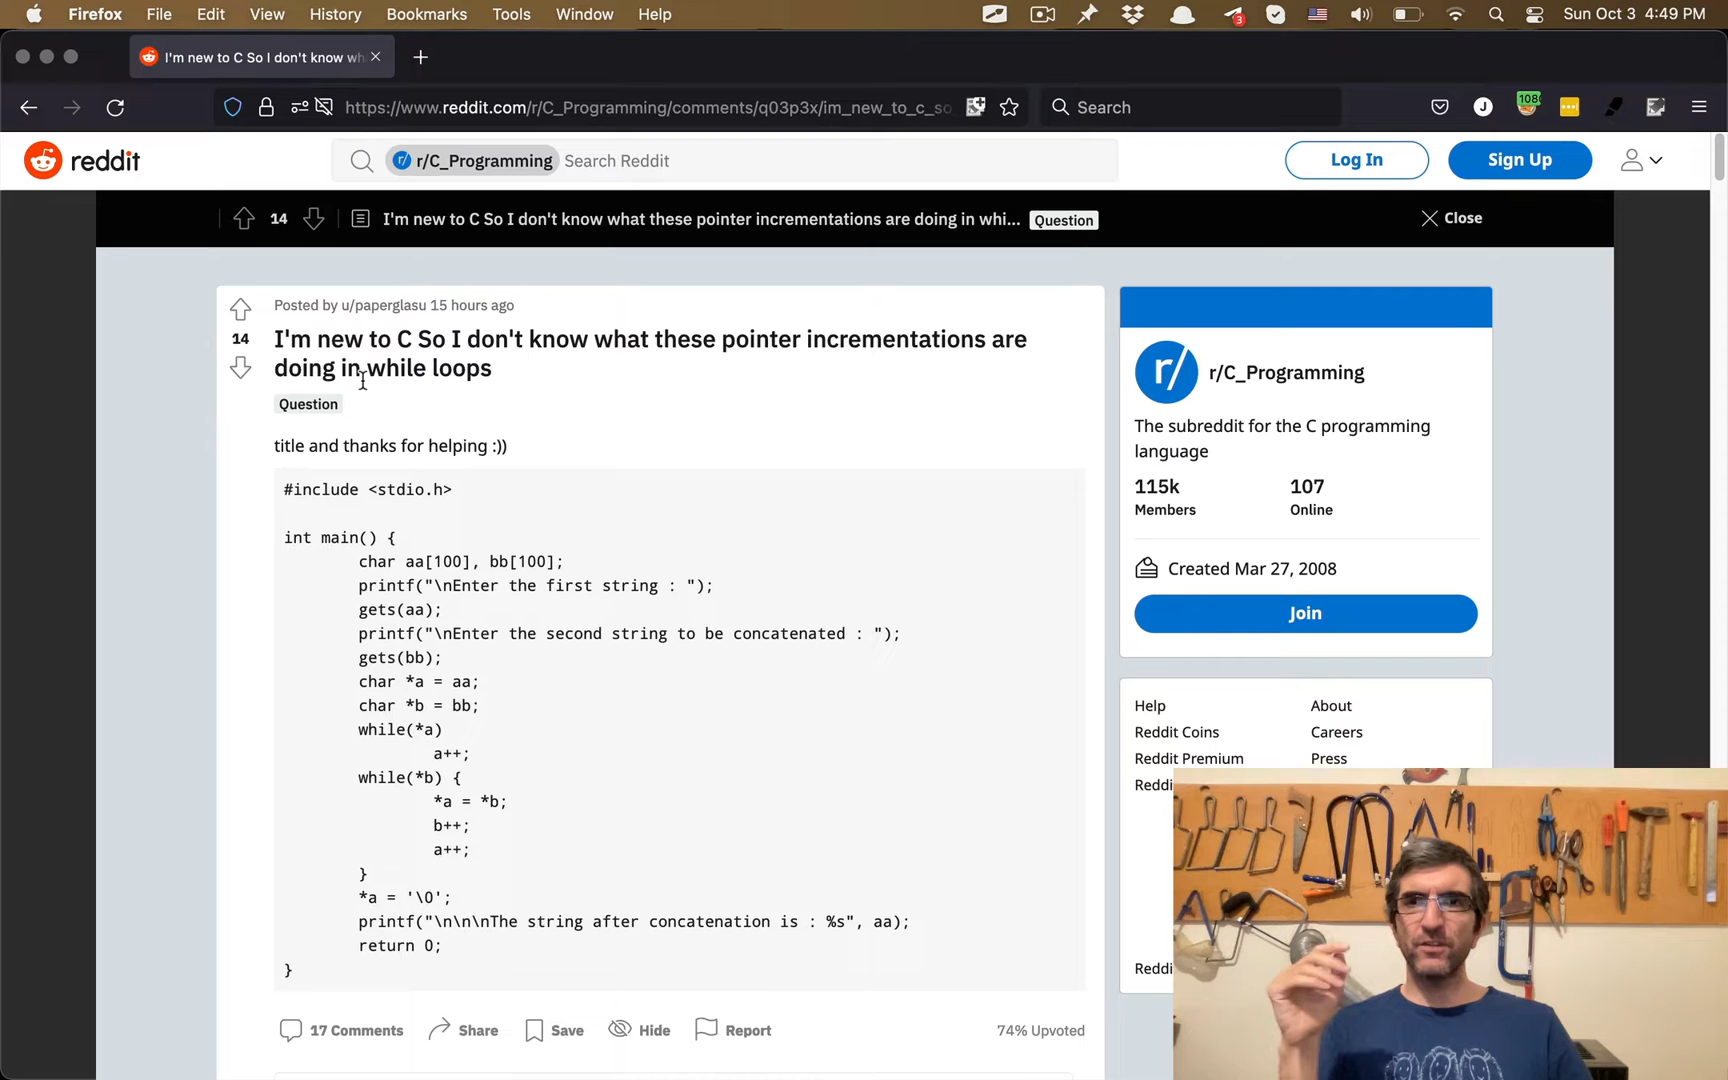 Firefox File Edit View History Bookmarks Tools Window Help 3 Sun Oct 3 4:49 PM
I'm new to C So I don't know wh
https://www.reddit.com/r/C_Programming/comments/q03p3x/im_new_to_c_so Search 108
reddit r/ r/C_Programming Search Reddit Log In Sign Up
14 I'm new to C So I don't know what these pointer incrementations are doing in whi... Question Close
Posted by u/paperglasu 15 hours ago
14
I'm new to C So I don't know what these pointer incrementations are
doing in while loops
Question
title and thanks for helping :))
#include <stdio.h>
int main() {
char aa[100], bb[100];
printf("\nEnter the first string : ");
gets(aa);
printf("\nEnter the second string to be concatenated : ");
gets(bb);
char *a = aa;
char *b = bb;
while(*a)
a++;
while(*b) {
*a = *b;
b++;
a++;
}
*a = '\0';
printf("\n\n\nThe string after concatenation is : %s", aa);
return 0;
}
17 Comments Share Save Hide Report 74% Upvoted
r/ r/C_Programming
The subreddit for the C programming
language
115k 107
Members Online
Created Mar 27, 2008
Join
Help About
Reddit Coins Careers
Reddit Premium Press
Reddi
Reddi